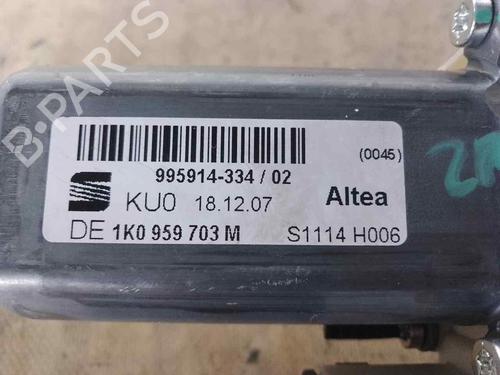 B-PARTS
995914-334 / 02
(0045)
KU0 18.12.07
Altea
DE 1K0 959 703 M
S1114 H006